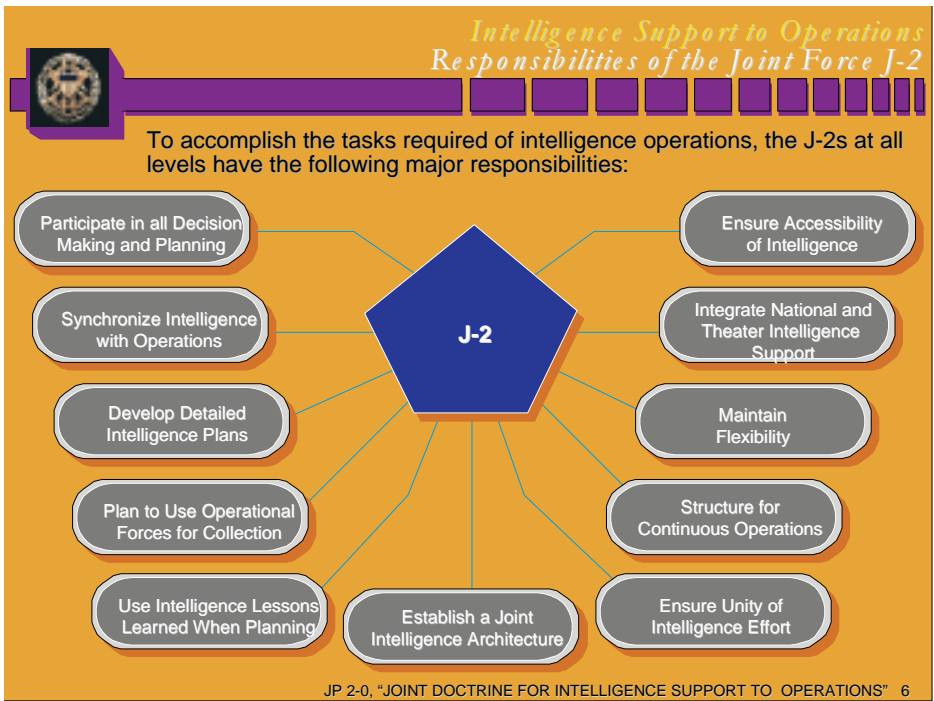 Intelligence Support to Operations
Responsibilities of the Joint Force J-2
To accomplish the tasks required of intelligence operations, the J-2s at all
levels have the following major responsibilities:
Participate in all Decision
Making and Planning
Synchronize Intelligence
with Operations
Develop Detailed
Intelligence Plans
Plan to Use Operational
Forces for Collection
Use Intelligence Lessons
Learned When Planning
J-2
Establish a Joint
Intelligence Architecture
Ensure Accessibility
of Intelligence
Integrate National and
Theater Intelligence
Support
Maintain
Flexibility
Structure for
Continuous Operations
Ensure Unity of
Intelligence Effort
JP 2-0, “JOINT DOCTRINE FOR INTELLIGENCE SUPPORT TO OPERATIONS” 6